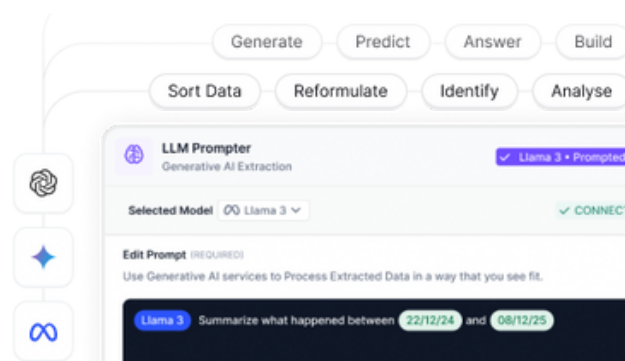 Generate Predict Answer Build
Sort Data Reformulate Identify Analyse
LLM Prompter
Generative AI Extraction
Llama 3 • Prompted
Selected Model Llama 3
CONNECT
Edit Prompt (REQUIRED)
Use Generative AI services to Process Extracted Data in a way that you see fit.
Llama 3 Summarize what happened between 22/12/24 and 08/12/25